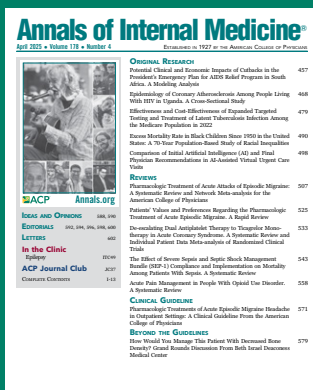 Annals of Internal Medicine®
April 2025 • Volume 178 • Number 4
ESTABLISHED IN 1927 BY THE AMERICAN COLLEGE OF PHYSICIANS
ACP Annals.org
IDEAS AND OPINIONS 588, 590
EDITORIALS 592, 594, 596, 598, 600
LETTERS 602
In the Clinic
Epilepsy ITC49
ACP Journal Club JC37
COMPLETE CONTENTS I-13
ORIGINAL RESEARCH
Potential Clinical and Economic Impacts of Cutbacks in the 457
President's Emergency Plan for AIDS Relief Program in South
Africa. A Modeling Analysis
Epidemiology of Coronary Atherosclerosis Among People Living 468
With HIV in Uganda. A Cross-Sectional Study
Effectiveness and Cost-Effectiveness of Expanded Targeted 479
Testing and Treatment of Latent Tuberculosis Infection Among
the Medicare Population in 2022
Excess Mortality Rate in Black Children Since 1950 in the United 490
States: A 70-Year Population-Based Study of Racial Inequalities
Comparison of Initial Artificial Intelligence (AI) and Final 498
Physician Recommendations in AI-Assisted Virtual Urgent Care
Visits
REVIEWS
Pharmacologic Treatment of Acute Attacks of Episodic Migraine: 507
A Systematic Review and Network Meta-analysis for the
American College of Physicians
Patients' Values and Preferences Regarding the Pharmacologic 525
Treatment of Acute Episodic Migraine. A Rapid Review
De-escalating Dual Antiplatelet Therapy to Ticagrelor Mono- 533
therapy in Acute Coronary Syndrome. A Systematic Review and
Individual Patient Data Meta-analysis of Randomized Clinical
Trials
The Effect of Severe Sepsis and Septic Shock Management 543
Bundle (SEP-1) Compliance and Implementation on Mortality
Among Patients With Sepsis. A Systematic Review
Acute Pain Management in People With Opioid Use Disorder. 558
A Systematic Review
CLINICAL GUIDELINE
Pharmacologic Treatments of Acute Episodic Migraine Headache 571
in Outpatient Settings: A Clinical Guideline From the American
College of Physicians
BEYOND THE GUIDELINES
How Would You Manage This Patient With Decreased Bone 579
Density? Grand Rounds Discussion From Beth Israel Deaconess
Medical Center